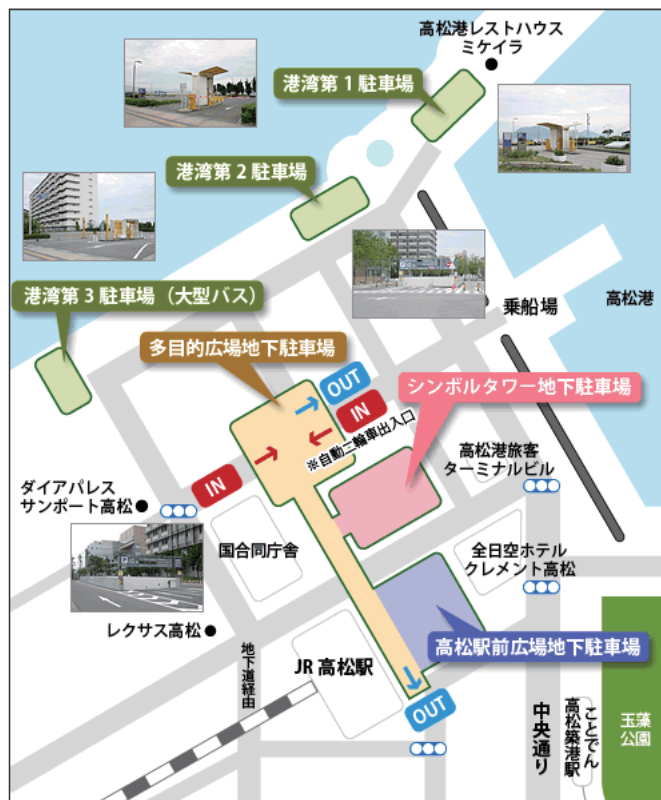 高松港レストハウス
ミケイラ
港湾第1駐車場
港湾第2駐車場
港湾第3駐車場（大型バス）
乗船場
高松港
多目的広場地下駐車場
OUT
IN
※自動二輪車出入口
シンボルタワー地下駐車場
IN
高松港旅客
ターミナルビル
ダイアパレス
サンポート高松
国合同庁舎
全日空ホテル
クレメント高松
レクサス高松
高松駅前広場地下駐車場
JR高松駅
地下道経由
OUT
中央通り
ことでん
高松築港駅
玉藻
公園